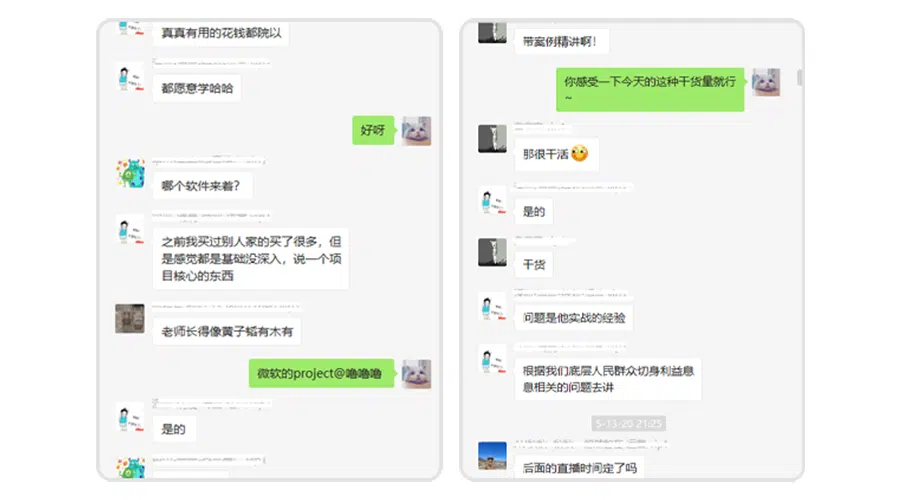 真真有用的花钱都院以
都愿意学哈哈
好呀
哪个软件来着？
之前我买过别人家的买了很多，但
是感觉都是基础没深入，说一个项
目核心的东西
老师长得像黄子韬有木有
微软的project@噜噜噜
是的
带案例精讲啊！
你感受一下今天的这种干货量就行
~
那很干活
是的
干货
问题是他实战的经验
根据我们底层人民群众切身利益息
息相关的问题去讲
5-13-20 21:25
后面的直播时间定了吗